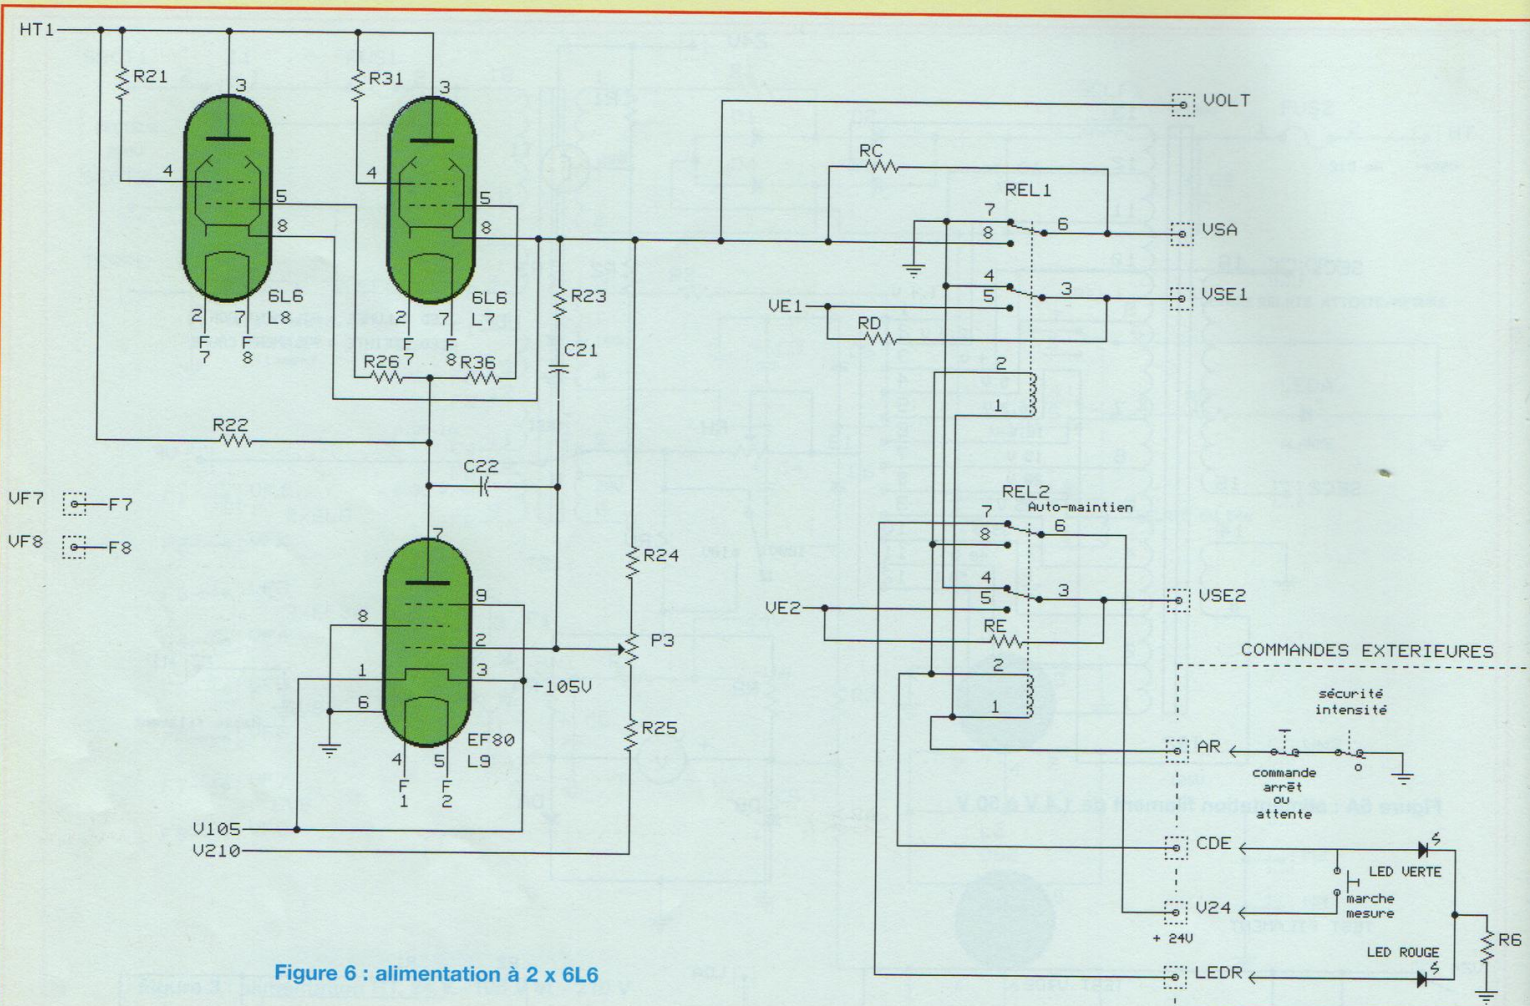 HT1
R21
R31
3
3
VOLT
RC
4
5
4
5
REL1
8
8
7
8
6
VSA
6L6
L8
6L6
L7
R23
4
5
3
VSE1
VE1
RD
2
7
2
7
F
7
F
8
F
7
F
8
C21
R26
R36
2
1
R22
C22
REL2
Auto-maintien
VF7
F7
VF8
F8
7
7
8
6
R24
9
8
2
P3
4
5
3
VSE2
VE2
RE
1
3
-105V
6
2
1
R25
EF80
L9
4
5
F
1
F
2
V105
V210
COMMANDES EXTERIEURES
sécurité
intensité
AR
commande
arrêt
ou
attente
CDE
LED VERTE
marche
mesure
V24
+ 24V
LED ROUGE
R6
LEDR
Figure 6 : alimentation à 2 x 6L6